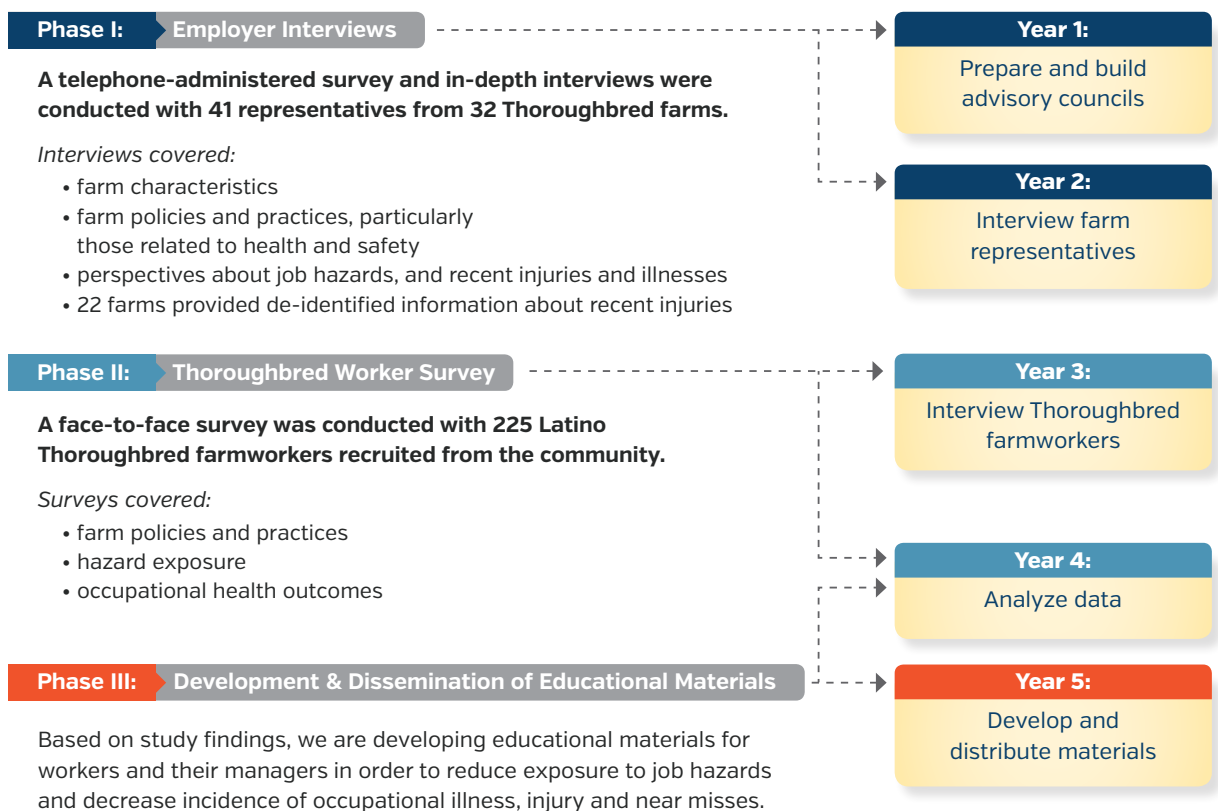 Phase I: Employer Interviews
A telephone-administered survey and in-depth interviews were
conducted with 41 representatives from 32 Thoroughbred farms.
Interviews covered:
• farm characteristics
• farm policies and practices, particularly
those related to health and safety
• perspectives about job hazards, and recent injuries and illnesses
• 22 farms provided de-identified information about recent injuries
Year 1:
Prepare and build
advisory councils
Year 2:
Interview farm
representatives
Phase II: Thoroughbred Worker Survey
A face-to-face survey was conducted with 225 Latino
Thoroughbred farmworkers recruited from the community.
Surveys covered:
• farm policies and practices
• hazard exposure
• occupational health outcomes
Year 3:
Interview Thoroughbred
farmworkers
Year 4:
Analyze data
Phase III: Development & Dissemination of Educational Materials
Based on study findings, we are developing educational materials for
workers and their managers in order to reduce exposure to job hazards
and decrease incidence of occupational illness, injury and near misses.
Year 5:
Develop and
distribute materials